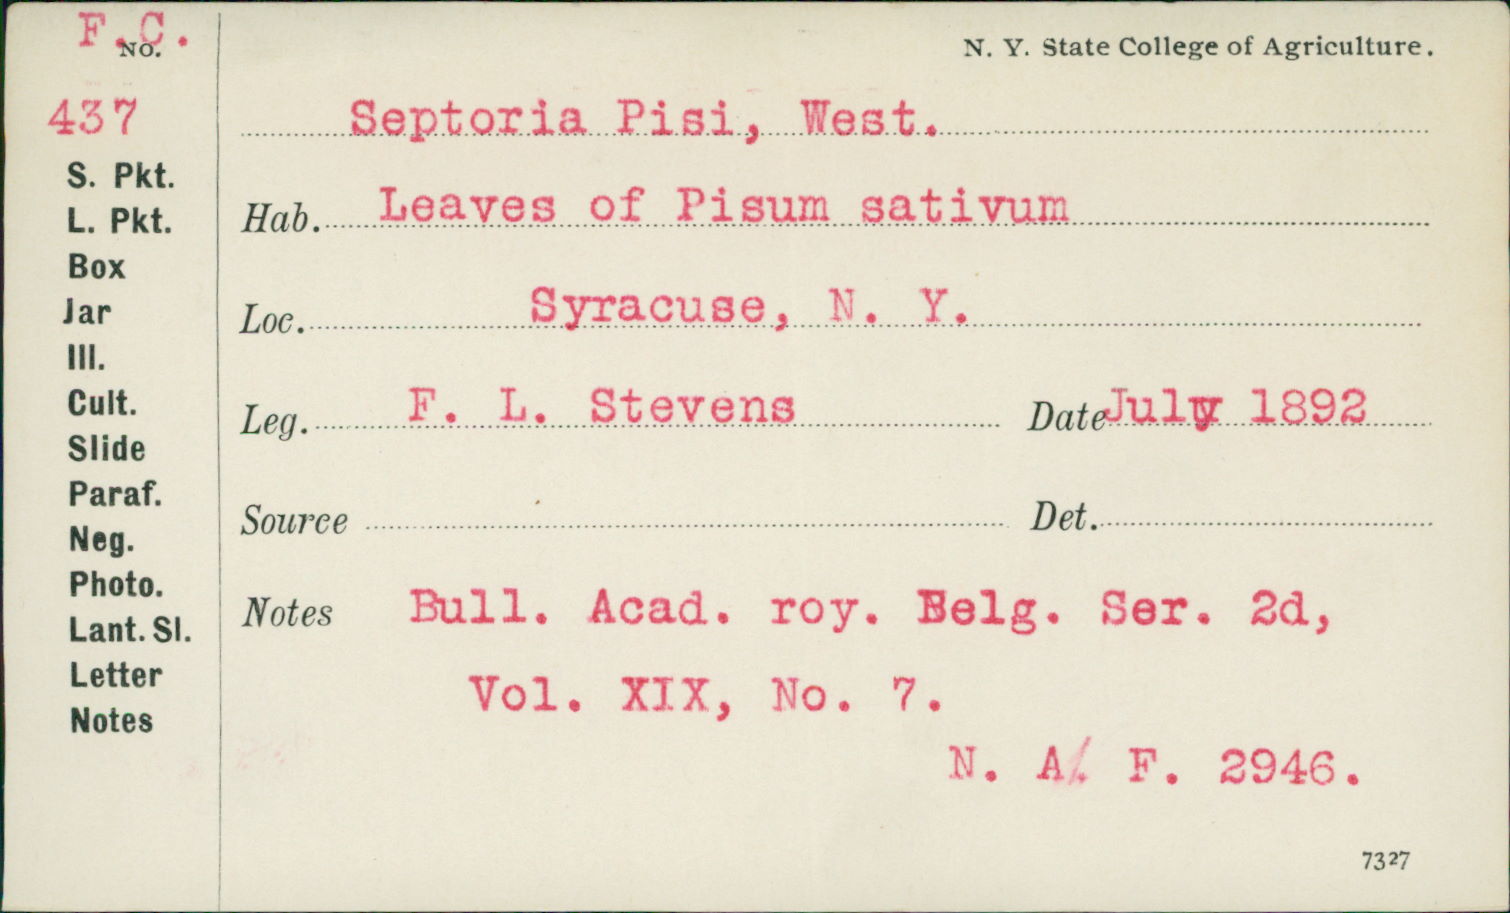 F.C.
NO.
N. Y. State College of Agriculture.
437
Septoria Pisi, West.
S. Pkt.
L. Pkt.
Hab. Leaves of Pisum sativum
Box
Jar
Loc. Syracuse, N. Y.
Ill.
Cult.
Leg. F. L. Stevens Date July 1892
Slide
Paraf.
Source Det.
Neg.
Photo.
Notes Bull. Acad. roy. Belg. Ser. 2d,
Lant. Sl.
Letter
Vol. XIX, No. 7.
Notes
N. A. F. 2946.
7327